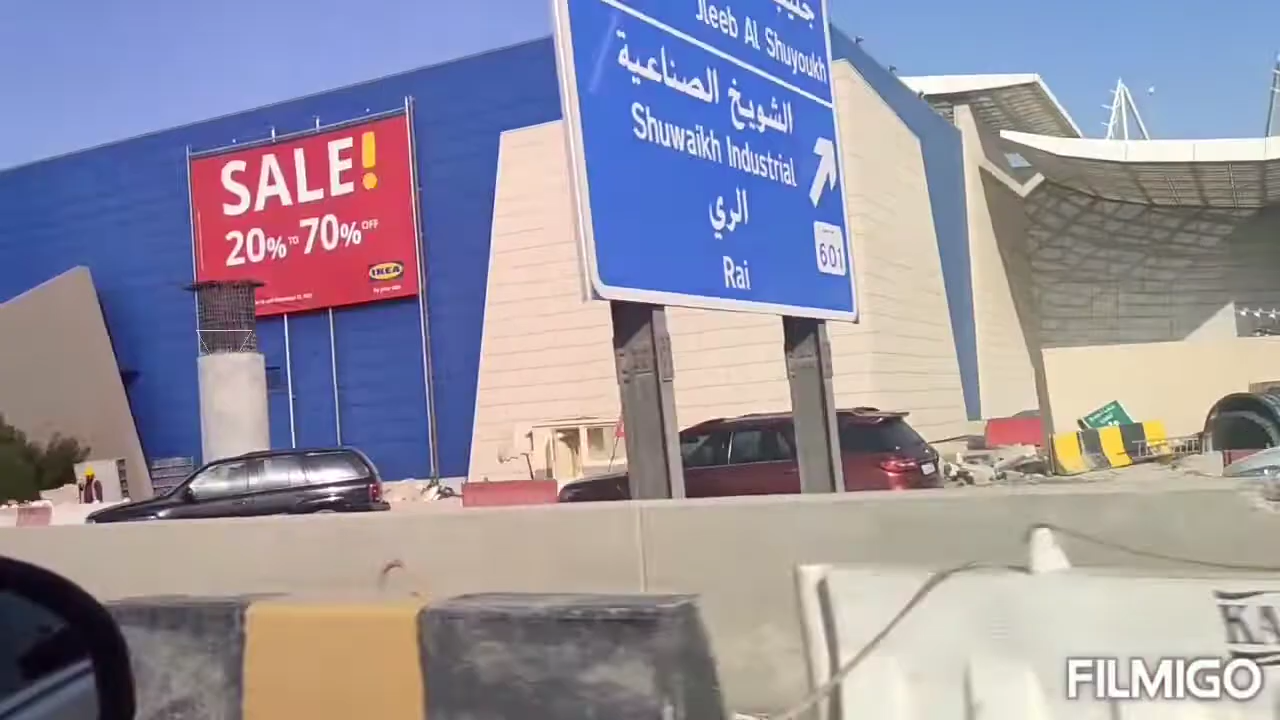 SALE!
20% TO 70% OFF
IKEA
Jleeb Al Shuyoukh
الشويخ الصناعية
Shuwaikh Industrial
الري
Rai
601
FILMIGO